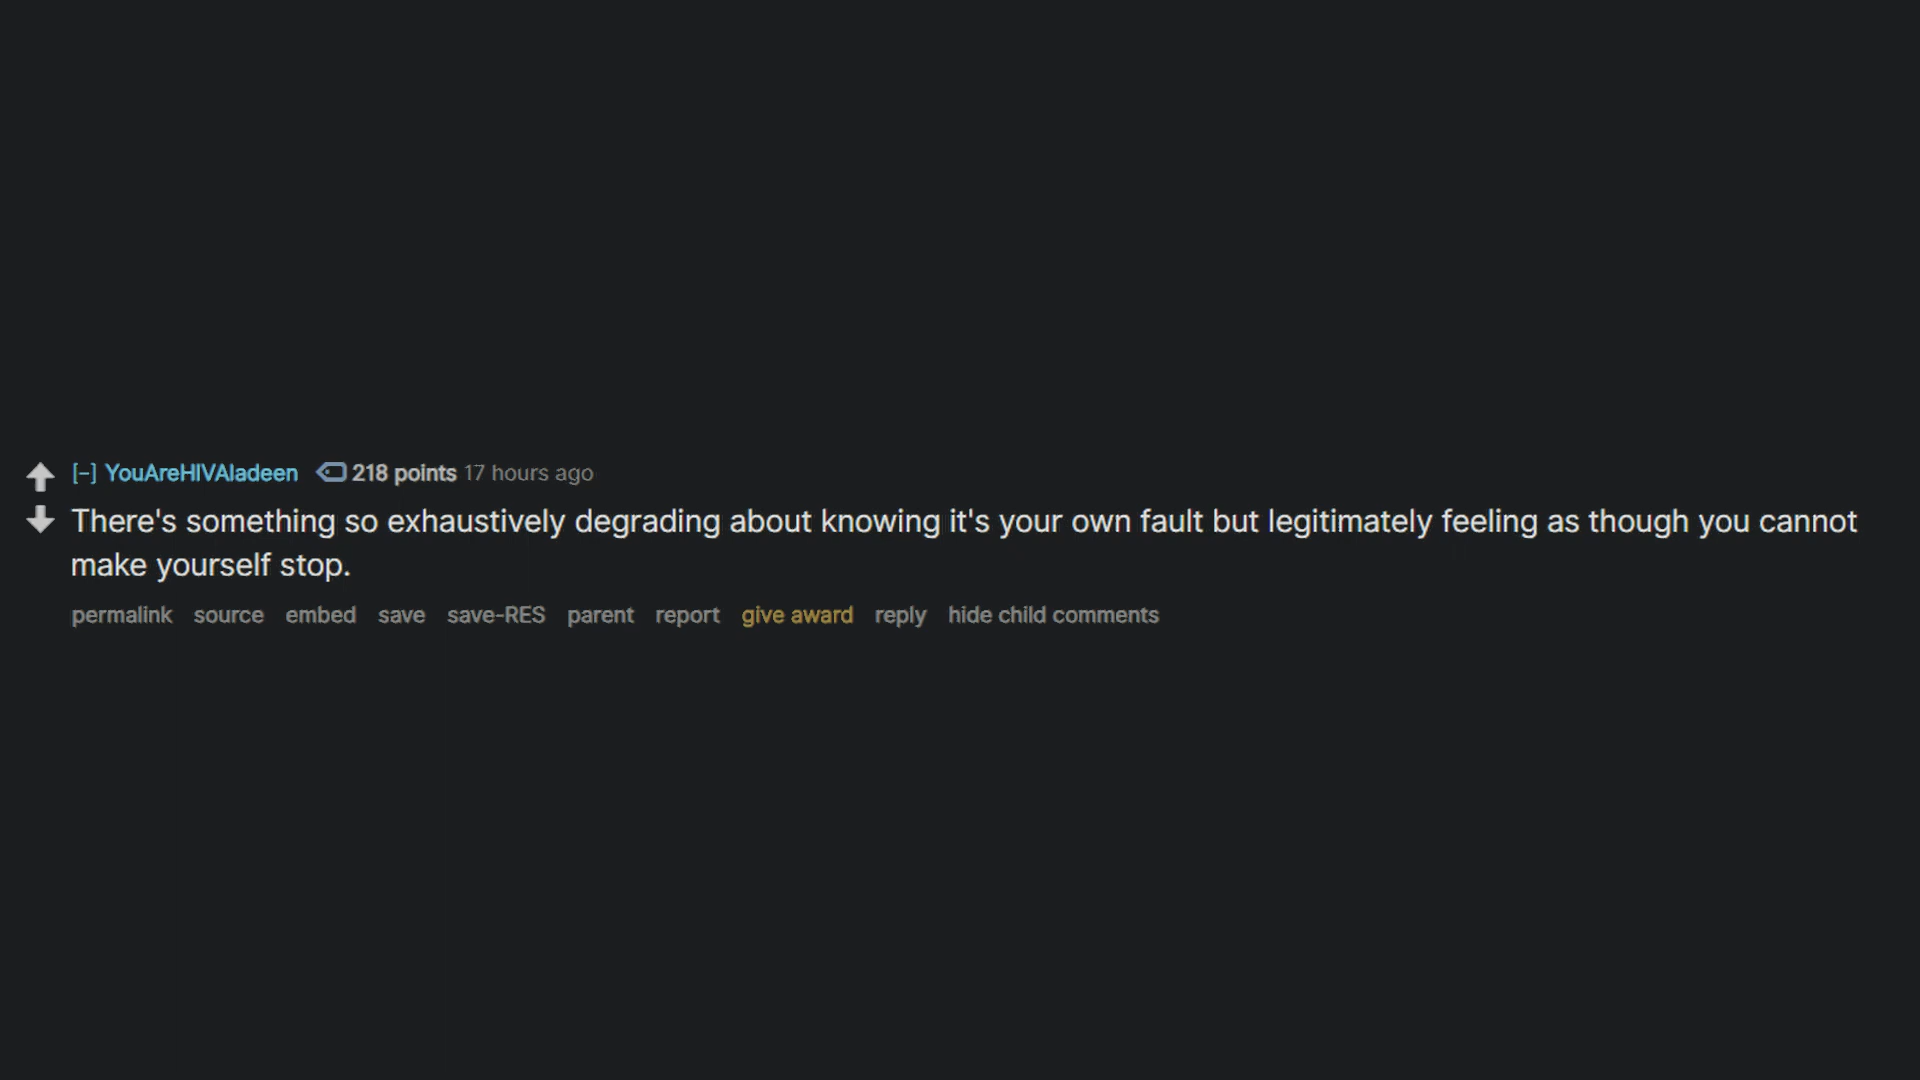 [–] YouAreHIVAladeen 218 points 17 hours ago
There's something so exhaustively degrading about knowing it's your own fault but legitimately feeling as though you cannot
make yourself stop.
permalink source embed save save-RES parent report give award reply hide child comments